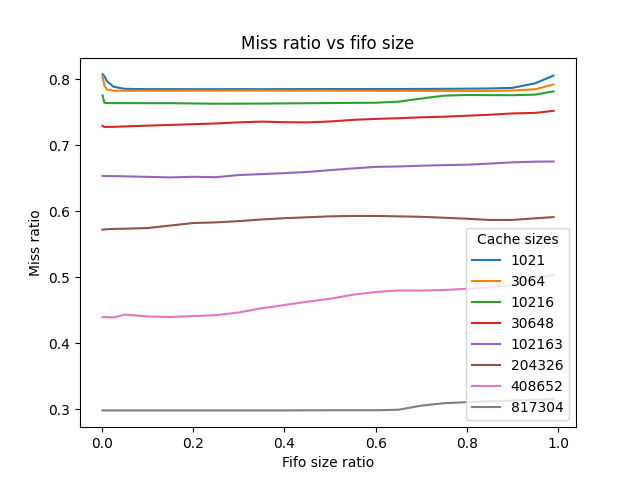 Miss ratio vs fifo size
Miss ratio
0.8
0.7
0.6
0.5
0.4
0.3
0.0 0.2 0.4 0.6 0.8 1.0
Fifo size ratio
Cache sizes
1021
3064
10216
30648
102163
204326
408652
817304